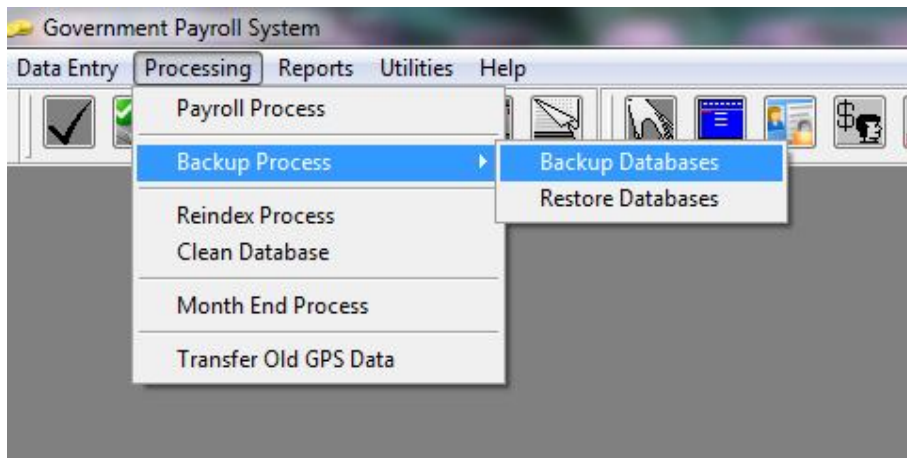 Government Payroll System
Data Entry Processing Reports Utilities Help
Payroll Process
Backup Process
Backup Databases
Restore Databases
Reindex Process
Clean Database
Month End Process
Transfer Old GPS Data